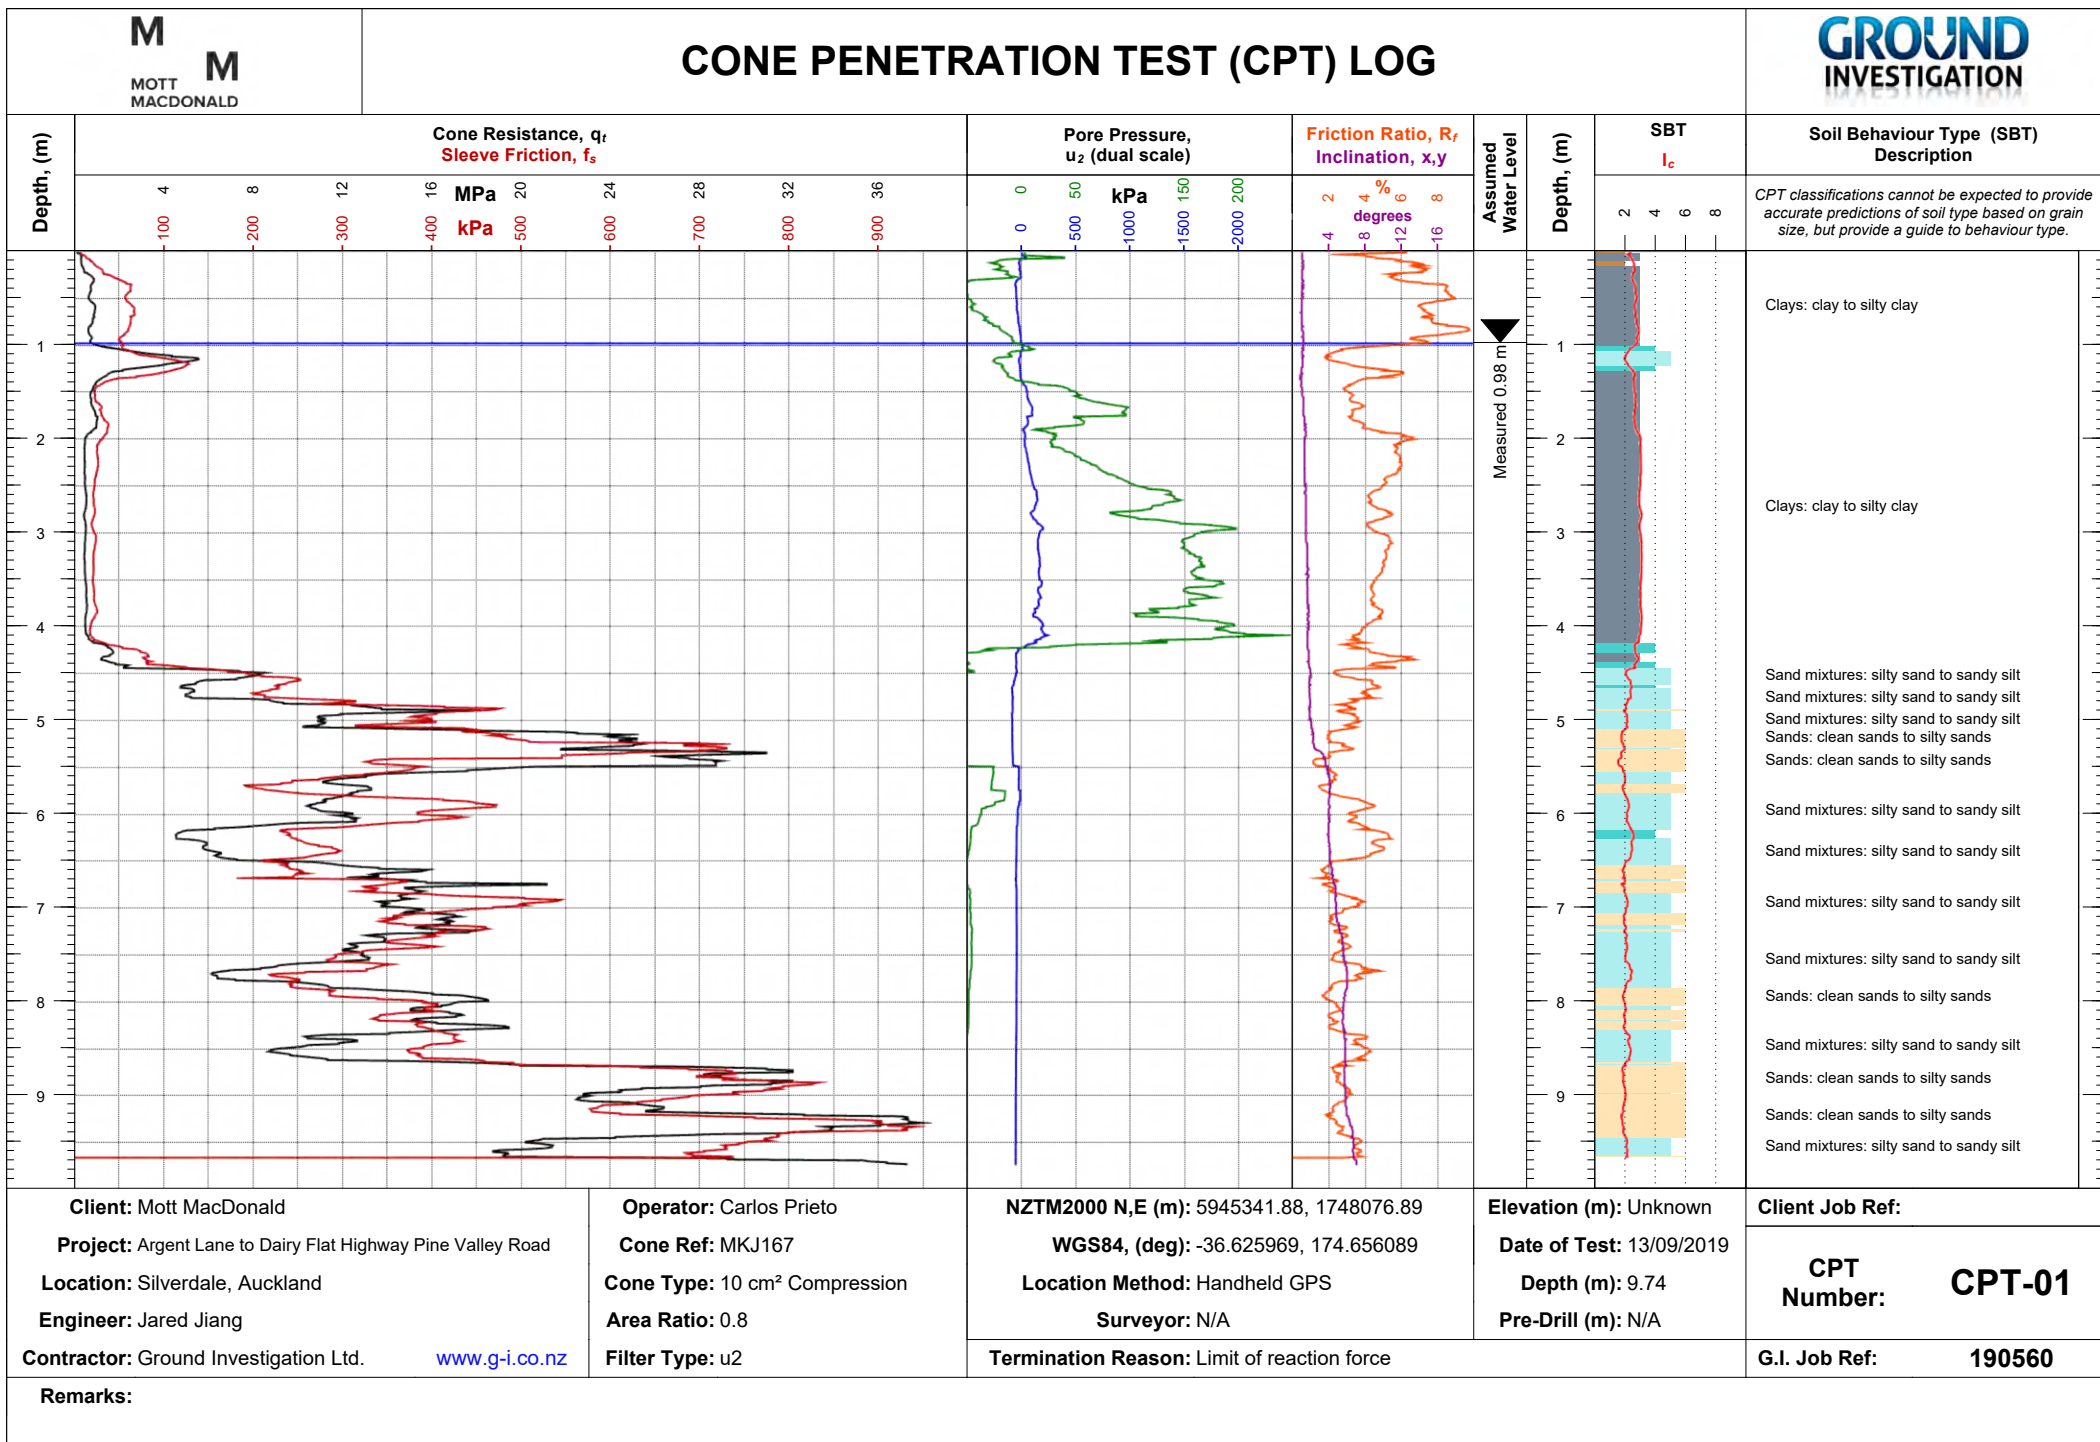 M
M
MOTT
MACDONALD
CONE PENETRATION TEST (CPT) LOG
GROUND
INVESTIGATION
Depth, (m)
Cone Resistance, qt
Sleeve Friction, fs
4 8 12 16 MPa 20 24 28 32 36
100 200 300 400 kPa 500 600 700 800 900
Pore Pressure,
u2 (dual scale)
0 50 kPa 150 200
0 500 1000 1500 2000
Friction Ratio, Rf
Inclination, x,y
2 4 % 6 8
degrees
4 8 12 16
Assumed
Water Level
Depth, (m)
SBT
Ic
2 4 6 8
Soil Behaviour Type (SBT)
Description
CPT classifications cannot be expected to provide
accurate predictions of soil type based on grain
size, but provide a guide to behaviour type.
1
2
3
4
5
6
7
8
9
Measured 0.98 m
1
2
3
4
5
6
7
8
9
Clays: clay to silty clay
Clays: clay to silty clay
Sand mixtures: silty sand to sandy silt
Sand mixtures: silty sand to sandy silt
Sand mixtures: silty sand to sandy silt
Sands: clean sands to silty sands
Sands: clean sands to silty sands
Sand mixtures: silty sand to sandy silt
Sand mixtures: silty sand to sandy silt
Sand mixtures: silty sand to sandy silt
Sand mixtures: silty sand to sandy silt
Sands: clean sands to silty sands
Sand mixtures: silty sand to sandy silt
Sands: clean sands to silty sands
Sands: clean sands to silty sands
Sand mixtures: silty sand to sandy silt
Client: Mott MacDonald
Project: Argent Lane to Dairy Flat Highway Pine Valley Road
Location: Silverdale, Auckland
Engineer: Jared Jiang
Contractor: Ground Investigation Ltd. www.g-i.co.nz
Operator: Carlos Prieto
Cone Ref: MKJ167
Cone Type: 10 cm² Compression
Area Ratio: 0.8
Filter Type: u2
NZTM2000 N,E (m): 5945341.88, 1748076.89
WGS84, (deg): -36.625969, 174.656089
Location Method: Handheld GPS
Surveyor: N/A
Termination Reason: Limit of reaction force
Elevation (m): Unknown
Date of Test: 13/09/2019
Depth (m): 9.74
Pre-Drill (m): N/A
Client Job Ref:
CPT
Number:
CPT-01
G.I. Job Ref: 190560
Remarks: